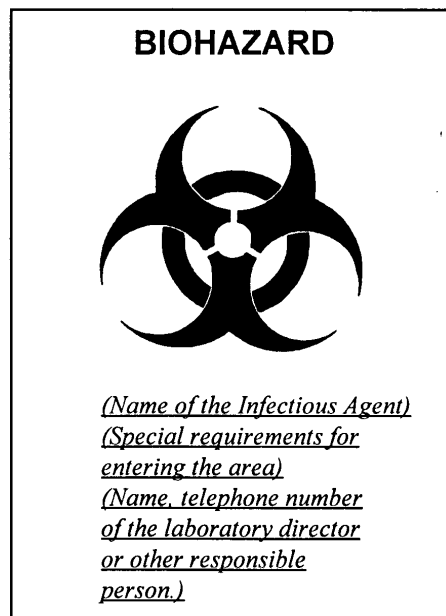 BIOHAZARD
(Name of the Infectious Agent)
(Special requirements for
entering the area)
(Name, telephone number
of the laboratory director
or other responsible
person.)